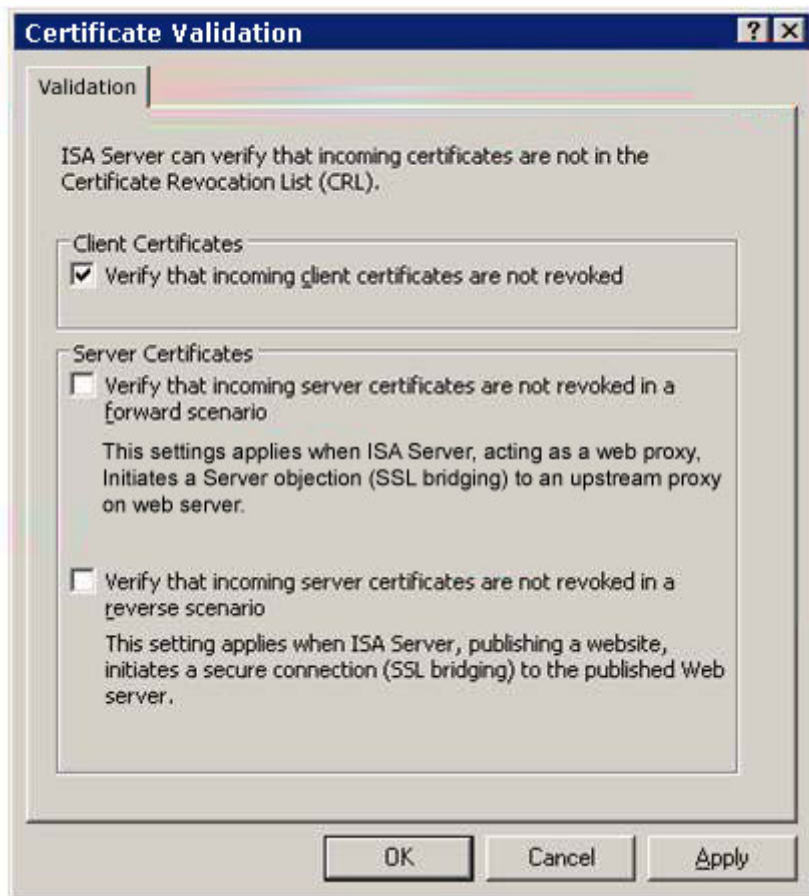 Certificate Validation
Validation
ISA Server can verify that incoming certificates are not in the
Certificate Revocation List (CRL).
Client Certificates
Verify that incoming client certificates are not revoked
Server Certificates
Verify that incoming server certificates are not revoked in a
forward scenario
This settings applies when ISA Server, acting as a web proxy,
Initiates a Server objection (SSL bridging) to an upstream proxy
on web server.
Verify that incoming server certificates are not revoked in a
reverse scenario
This setting applies when ISA Server, publishing a website,
initiates a secure connection (SSL bridging) to the published Web
server.
OK Cancel Apply